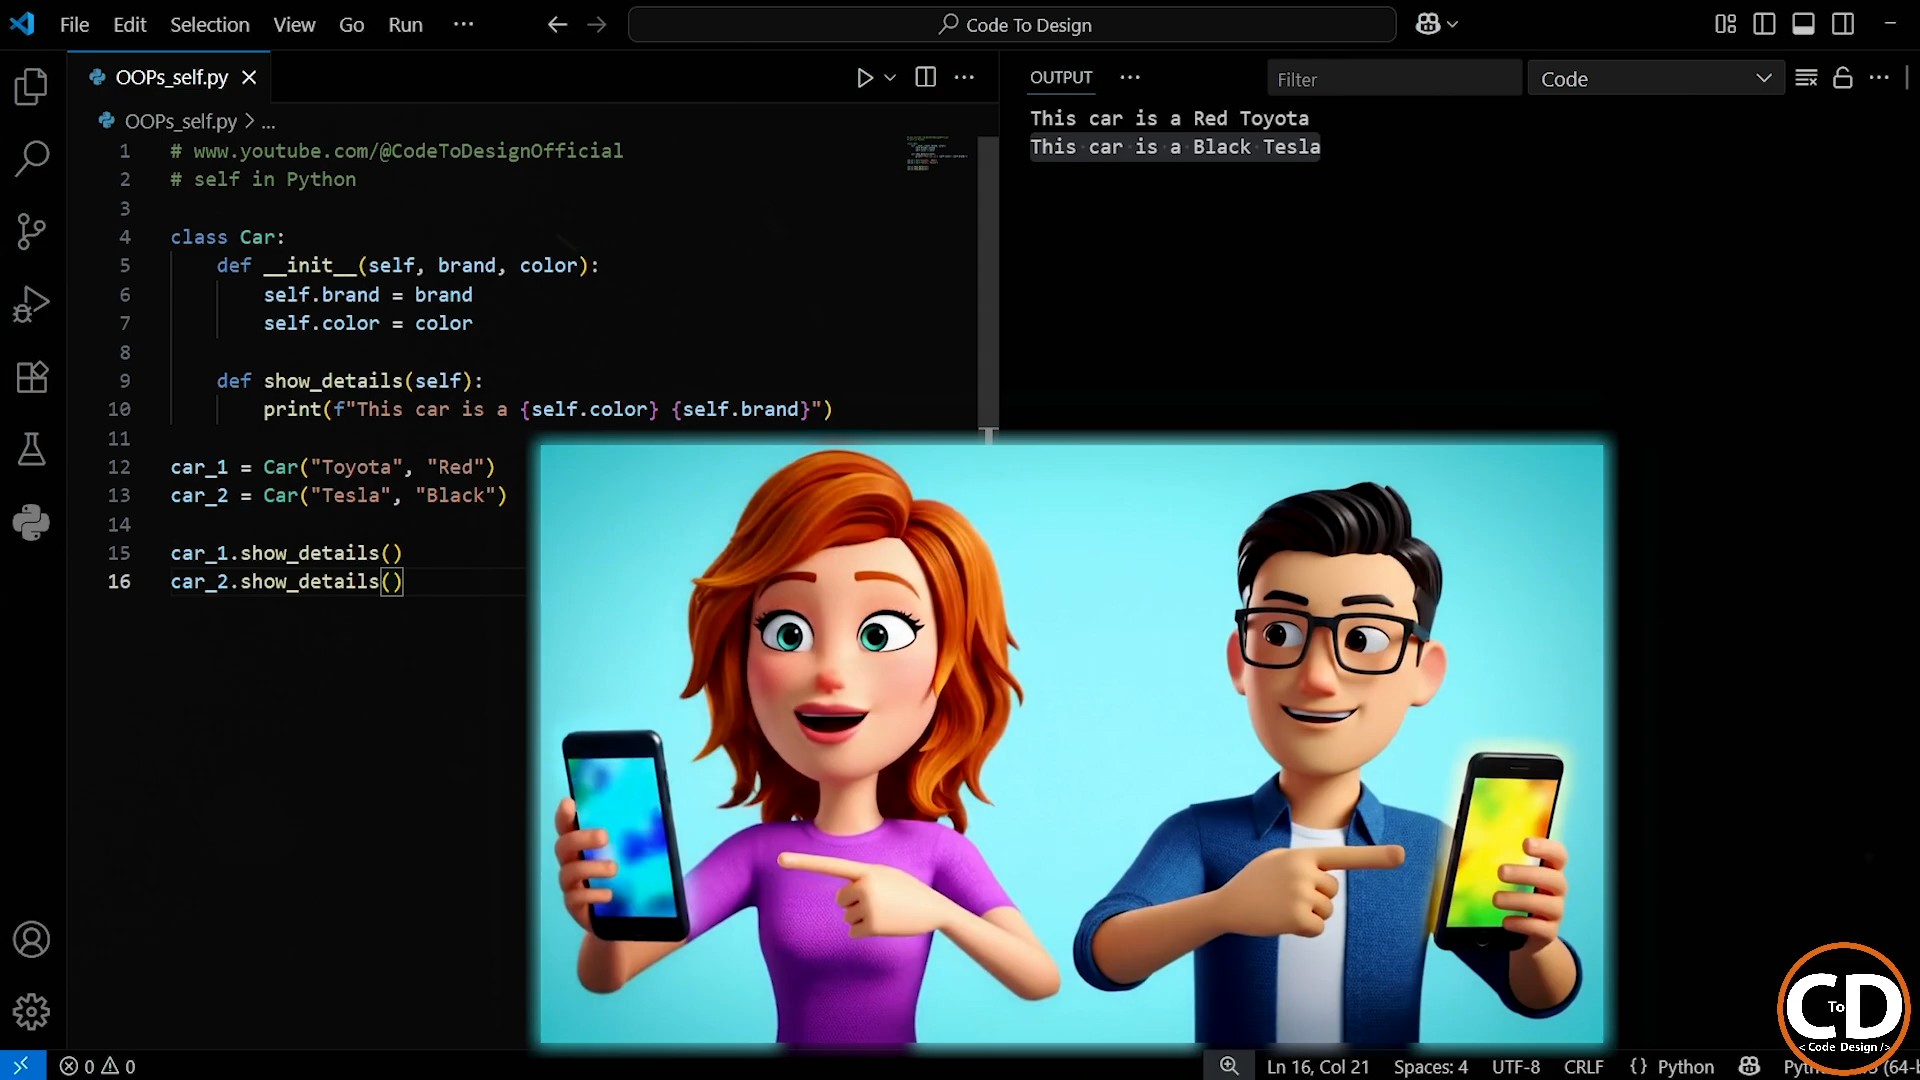 File Edit Selection View Go Run ··· Code To Design
OOPs_self.py
OOPs_self.py > ...
1 # www.youtube.com/@CodeToDesignOfficial
2 # self in Python
3
4 class Car:
5 def __init__(self, brand, color):
6 self.brand = brand
7 self.color = color
8
9 def show_details(self):
10 print(f"This car is a {self.color} {self.brand}")
11
12 car_1 = Car("Toyota", "Red")
13 car_2 = Car("Tesla", "Black")
14
15 car_1.show_details()
16 car_2.show_details()
OUTPUT ··· Filter Code
This car is a Red Toyota
This car is a Black Tesla
CD
To
< Code Design />
0 0 Ln 16, Col 21 Spaces: 4 UTF-8 CRLF {} Python